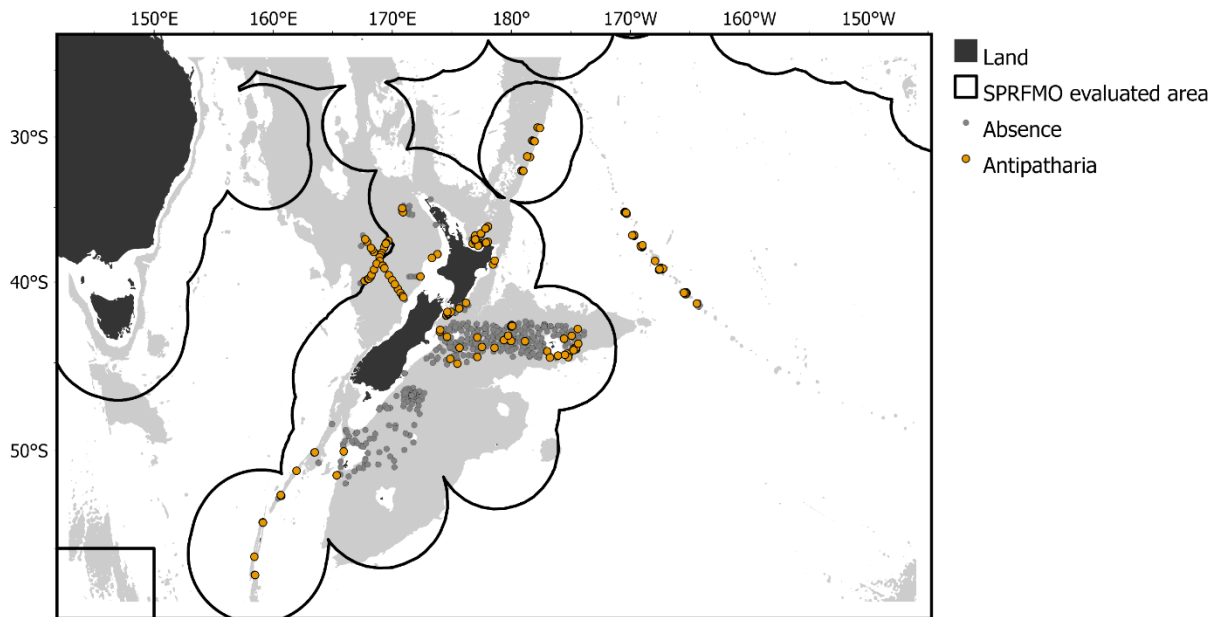 150°E 160°E 170°E 180° 170°W 160°W 150°W
Land
SPRFMO evaluated area
Absence
Antipatharia
30°S
40°S
50°S